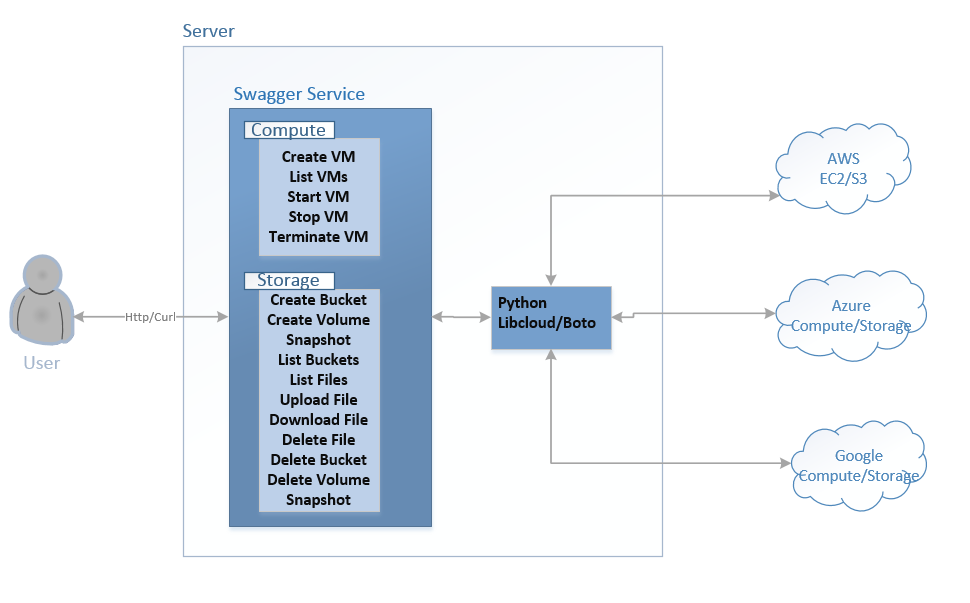 Server
Swagger Service
Compute
Create VM
List VMs
Start VM
Stop VM
Terminate VM
Storage
Create Bucket
Create Volume
Snapshot
List Buckets
List Files
Upload File
Download File
Delete File
Delete Bucket
Delete Volume
Snapshot
Http/Curl
User
Python
Libcloud/Boto
AWS
EC2/S3
Azure
Compute/Storage
Google
Compute/Storage